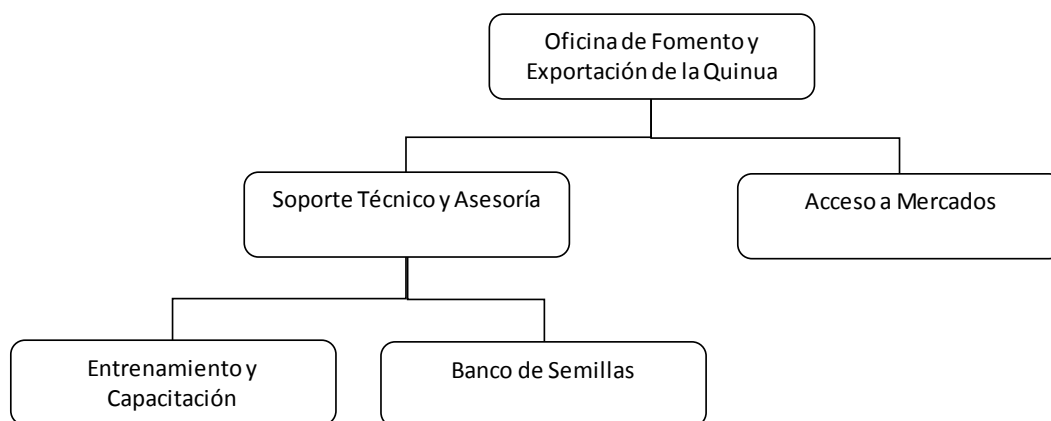 Oficina de Fomento y
Exportación de la Quinua
Soporte Técnico y Asesoría
Acceso a Mercados
Entrenamiento y
Capacitación
Banco de Semillas